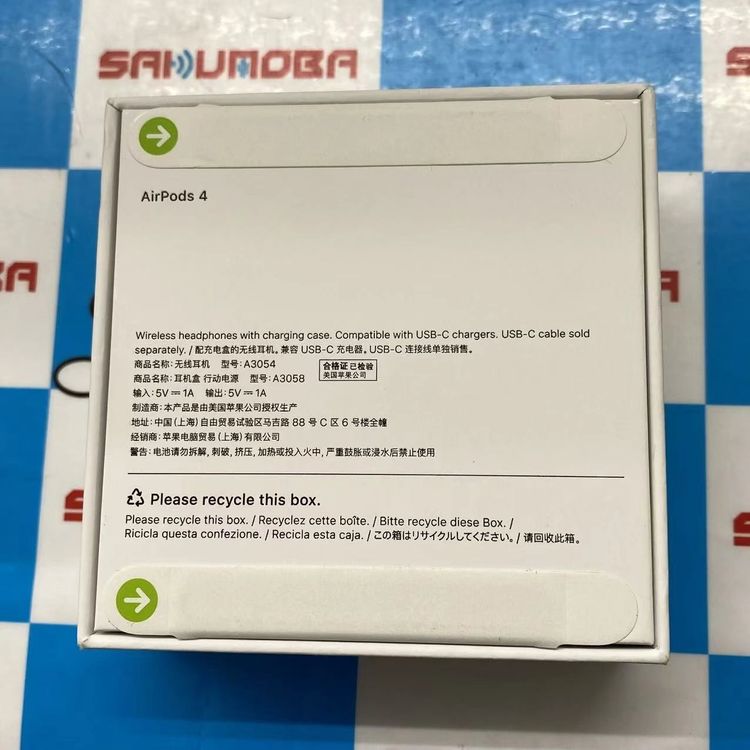 SAKUMOBA
AirPods 4
Wireless headphones with charging case. Compatible with USB-C chargers. USB-C cable sold
separately. / 配充电盒的无线耳机。兼容 USB-C 充电器。USB-C 连接线单独销售。
商品名称：无线耳机 型号：A3054
商品名称：耳机盒 行动电源 型号：A3058
合格证 已检验
美国苹果公司
输入：5V⎓1A 输出：5V⎓1A
制造商：本产品是由美国苹果公司授权生产
地址：中国（上海）自由贸易试验区马吉路 88 号 C 区 6 号楼全幢
经销商：苹果电脑贸易（上海）有限公司
警告：电池请勿拆解，刺破，挤压，加热或投入火中，严重鼓胀或浸水后禁止使用
Please recycle this box.
Please recycle this box. / Recyclez cette boîte. / Bitte recycle diese Box. /
Ricicla questa confezione. / Recicla esta caja. / この箱はリサイクルしてください。/ 请回收此箱。